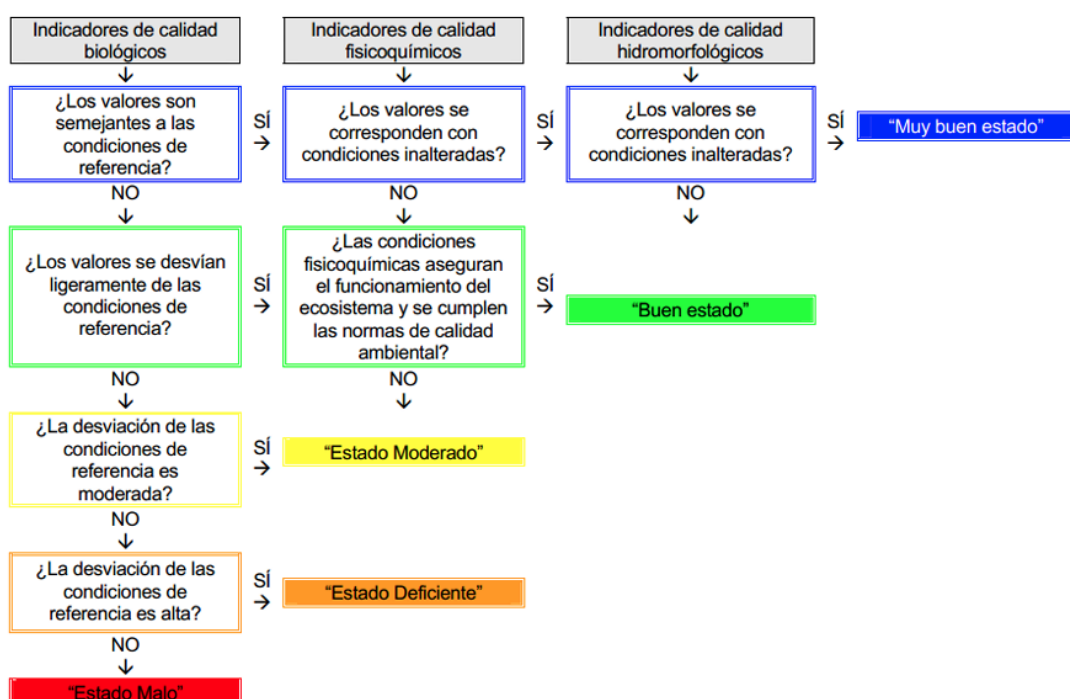 Indicadores de calidad
biológicos
Indicadores de calidad
fisicoquímicos
Indicadores de calidad
hidromorfológicos
↓
↓
↓
¿Los valores son
semejantes a las
condiciones de
referencia?
SÍ
→
¿Los valores se
corresponden con
condiciones inalteradas?
SÍ
→
¿Los valores se
corresponden con
condiciones inalteradas?
SÍ
→
“Muy buen estado”
NO
↓
NO
↓
NO
↓
¿Los valores se desvían
ligeramente de las
condiciones de
referencia?
SÍ
→
¿Las condiciones
fisicoquímicas aseguran
el funcionamiento del
ecosistema y se cumplen
las normas de calidad
ambiental?
SÍ
→
“Buen estado”
NO
↓
NO
↓
¿La desviación de las
condiciones de
referencia es
moderada?
SÍ
→
“Estado Moderado”
NO
↓
¿La desviación de las
condiciones de
referencia es alta?
SÍ
→
“Estado Deficiente”
NO
↓
“Estado Malo”